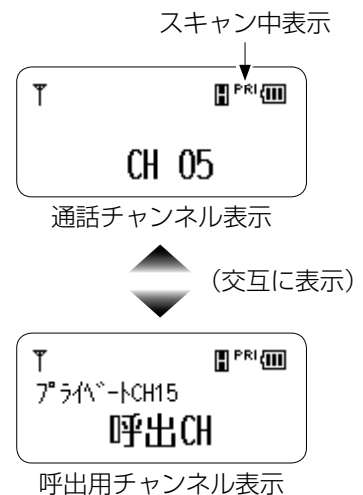 スキャン中表示
H PRI
CH 05
通話チャンネル表示
(交互に表示)
H PRI
ﾌﾟﾗｲﾍﾞｰﾄCH15
呼出CH
呼出用チャンネル表示